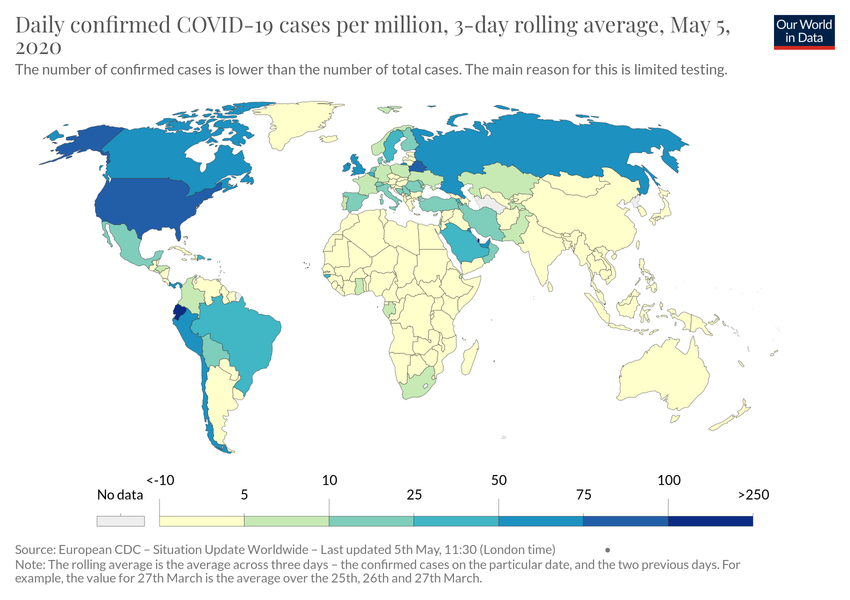 Daily confirmed COVID-19 cases per million, 3-day rolling average, May 5,
2020
Our World
in Data
The number of confirmed cases is lower than the number of total cases. The main reason for this is limited testing.
<-10 10 50 100
No data 5 25 75 >250
Source: European CDC – Situation Update Worldwide – Last updated 5th May, 11:30 (London time) •
Note: The rolling average is the average across three days – the confirmed cases on the particular date, and the two previous days. For
example, the value for 27th March is the average over the 25th, 26th and 27th March.